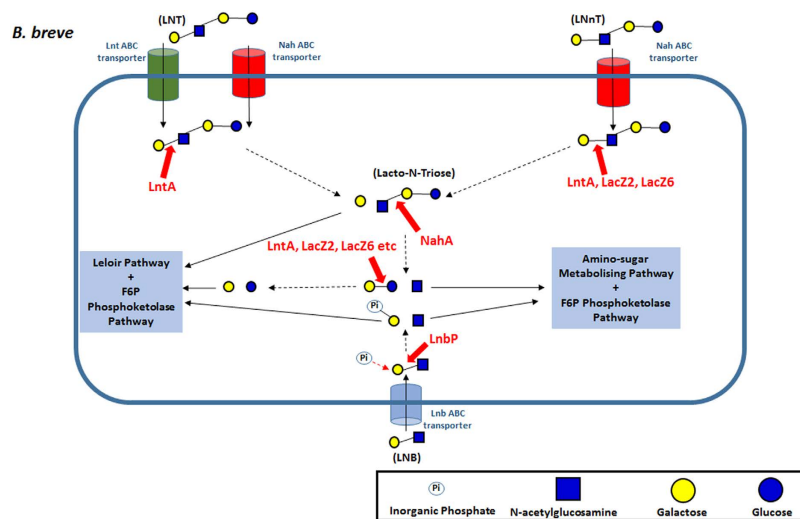 B. breve
(LNT)
Lnt ABC
transporter
Nah ABC
transporter
(LNnT)
Nah ABC
transporter
LntA
(Lacto-N-Triose)
LntA, LacZ2, LacZ6
NahA
LntA, LacZ2, LacZ6 etc
Leloir Pathway
+
F6P
Phosphoketolase
Pathway
Amino-sugar
Metabolising Pathway
+
F6P Phosphoketolase
Pathway
Pi
LnbP
Pi
Lnb ABC
transporter
(LNB)
Pi
Inorganic Phosphate
N-acetylglucosamine
Galactose
Glucose